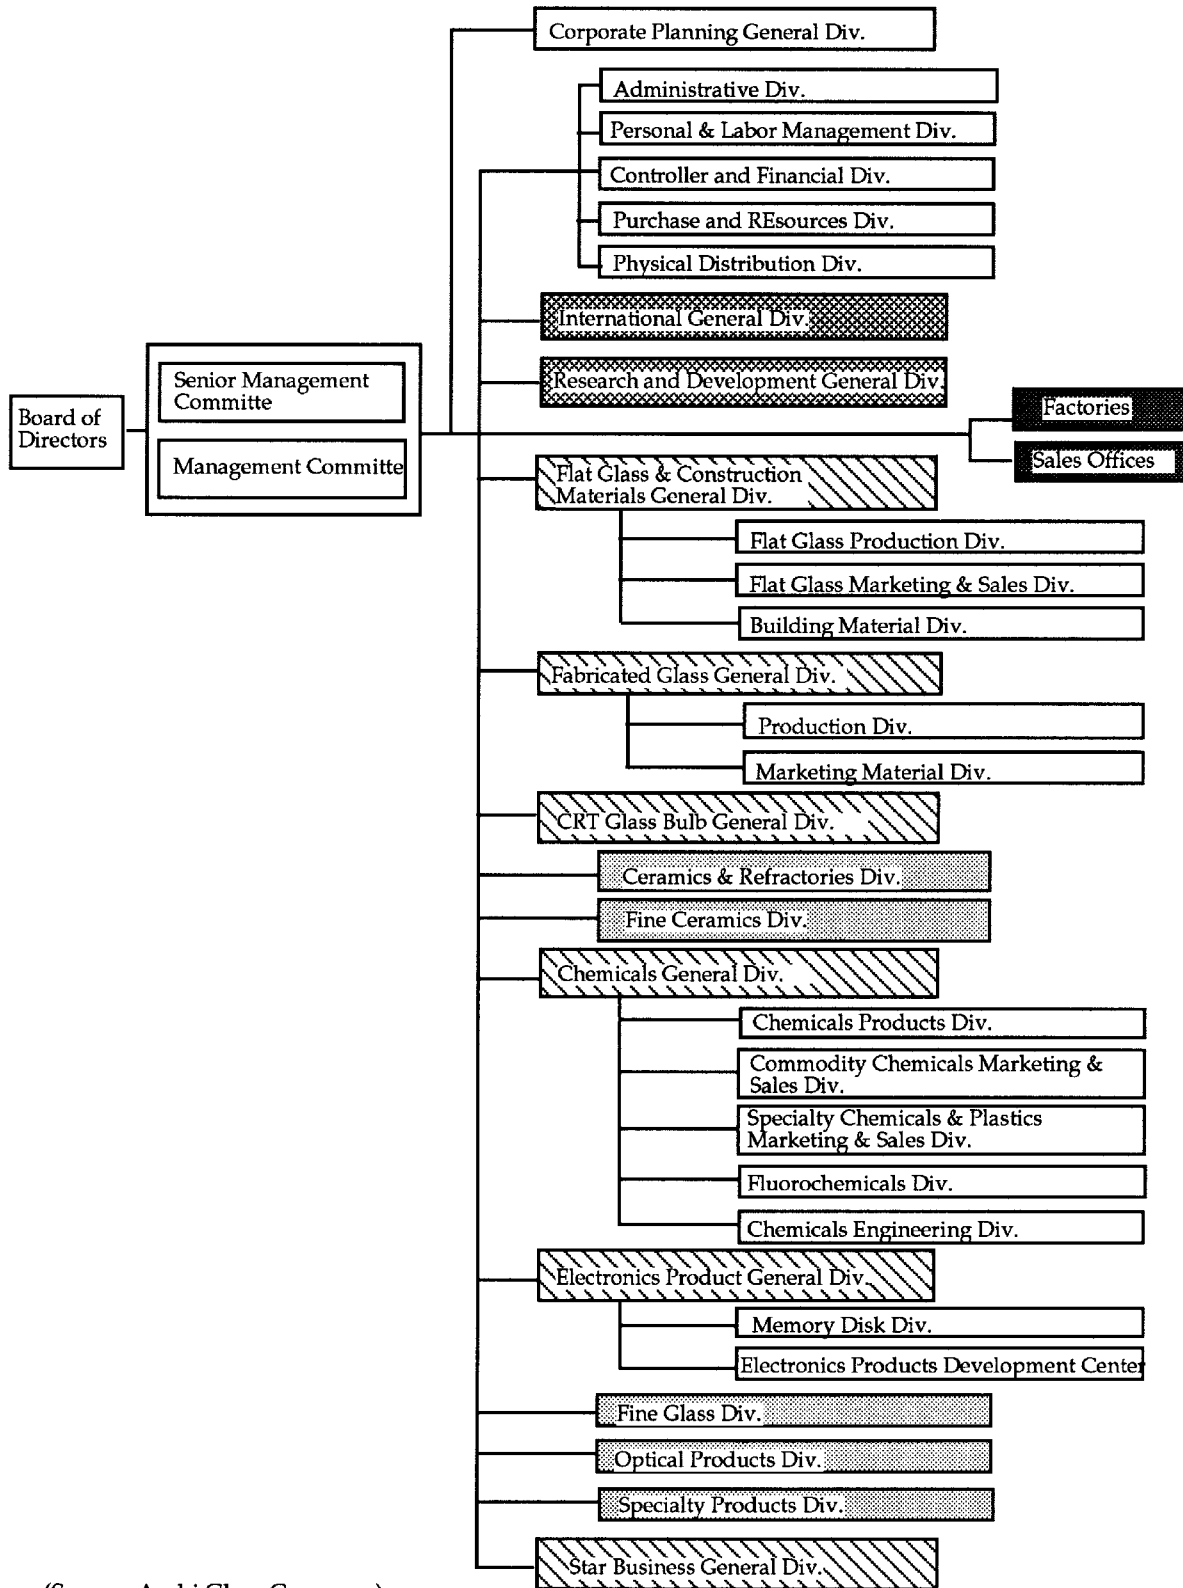 Corporate Planning General Div.
Administrative Div.
Personal & Labor Management Div.
Controller and Financial Div.
Purchase and REsources Div.
Physical Distribution Div.
International General Div.
Research and Development General Div.
Senior Management
Committe
Management Committe
Board of
Directors
Factories
Sales Offices
Flat Glass & Construction
Materials General Div.
Flat Glass Production Div.
Flat Glass Marketing & Sales Div.
Building Material Div.
Fabricated Glass General Div.
Production Div.
Marketing Material Div.
CRT Glass Bulb General Div.
Ceramics & Refractories Div.
Fine Ceramics Div.
Chemicals General Div.
Chemicals Products Div.
Commodity Chemicals Marketing &
Sales Div.
Specialty Chemicals & Plastics
Marketing & Sales Div.
Fluorochemicals Div.
Chemicals Engineering Div.
Electronics Product General Div.
Memory Disk Div.
Electronics Products Development Center
Fine Glass Div.
Optical Products Div.
Specialty Products Div.
Star Business General Div.